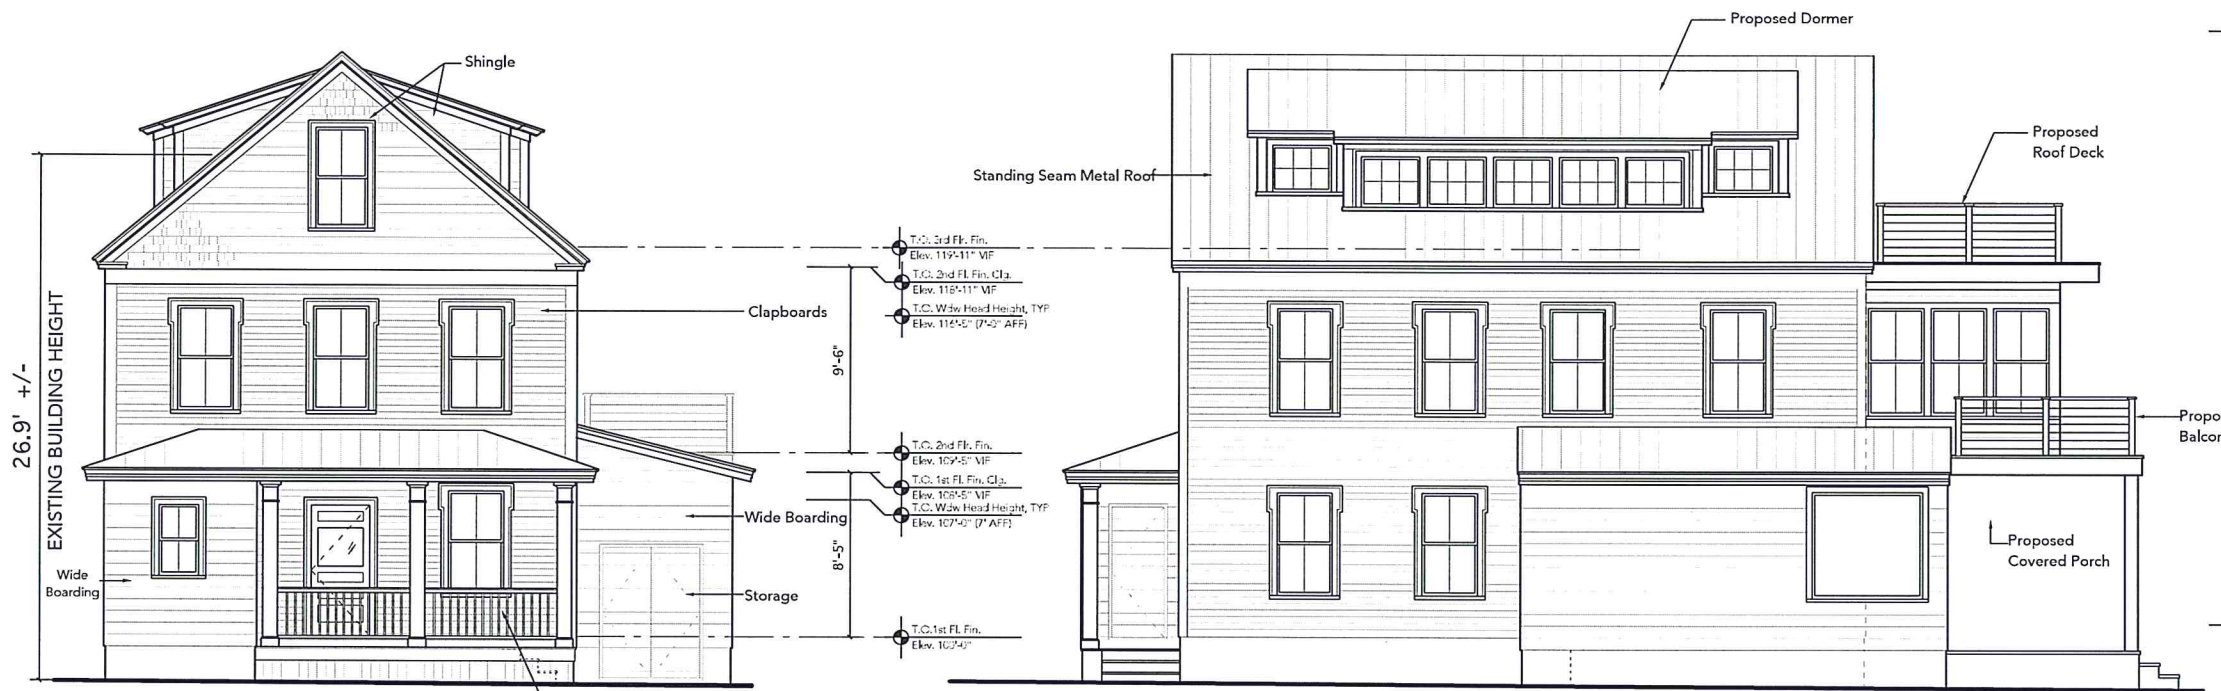 Shingle
26.9' +/-
EXISTING BUILDING HEIGHT
Clapboards
Wide
Boarding
Wide Boarding
Storage
T.O. 3rd Flr. Fin.
Elev. 119'-11" VIF
T.O. 2nd Fl. Fin. Clg.
Elev. 118'-11" VIF
T.O. Wdw Head Height, TYP
9'-6"
T.O. 2nd Flr. Fin.
Elev. 109'-5" VIF
T.O. 1st Fl. Fin. Clg.
Elev. 108'-5" VIF
T.O. Wdw Head Height, TYP
Elev. 107'-0" (7' AFF)
8'-5"
T.O.1st Fl. Fin.
Elev. 100'-0"
Proposed Dormer
Standing Seam Metal Roof
Proposed
Roof Deck
Propo
Balcon
Proposed
Covered Porch